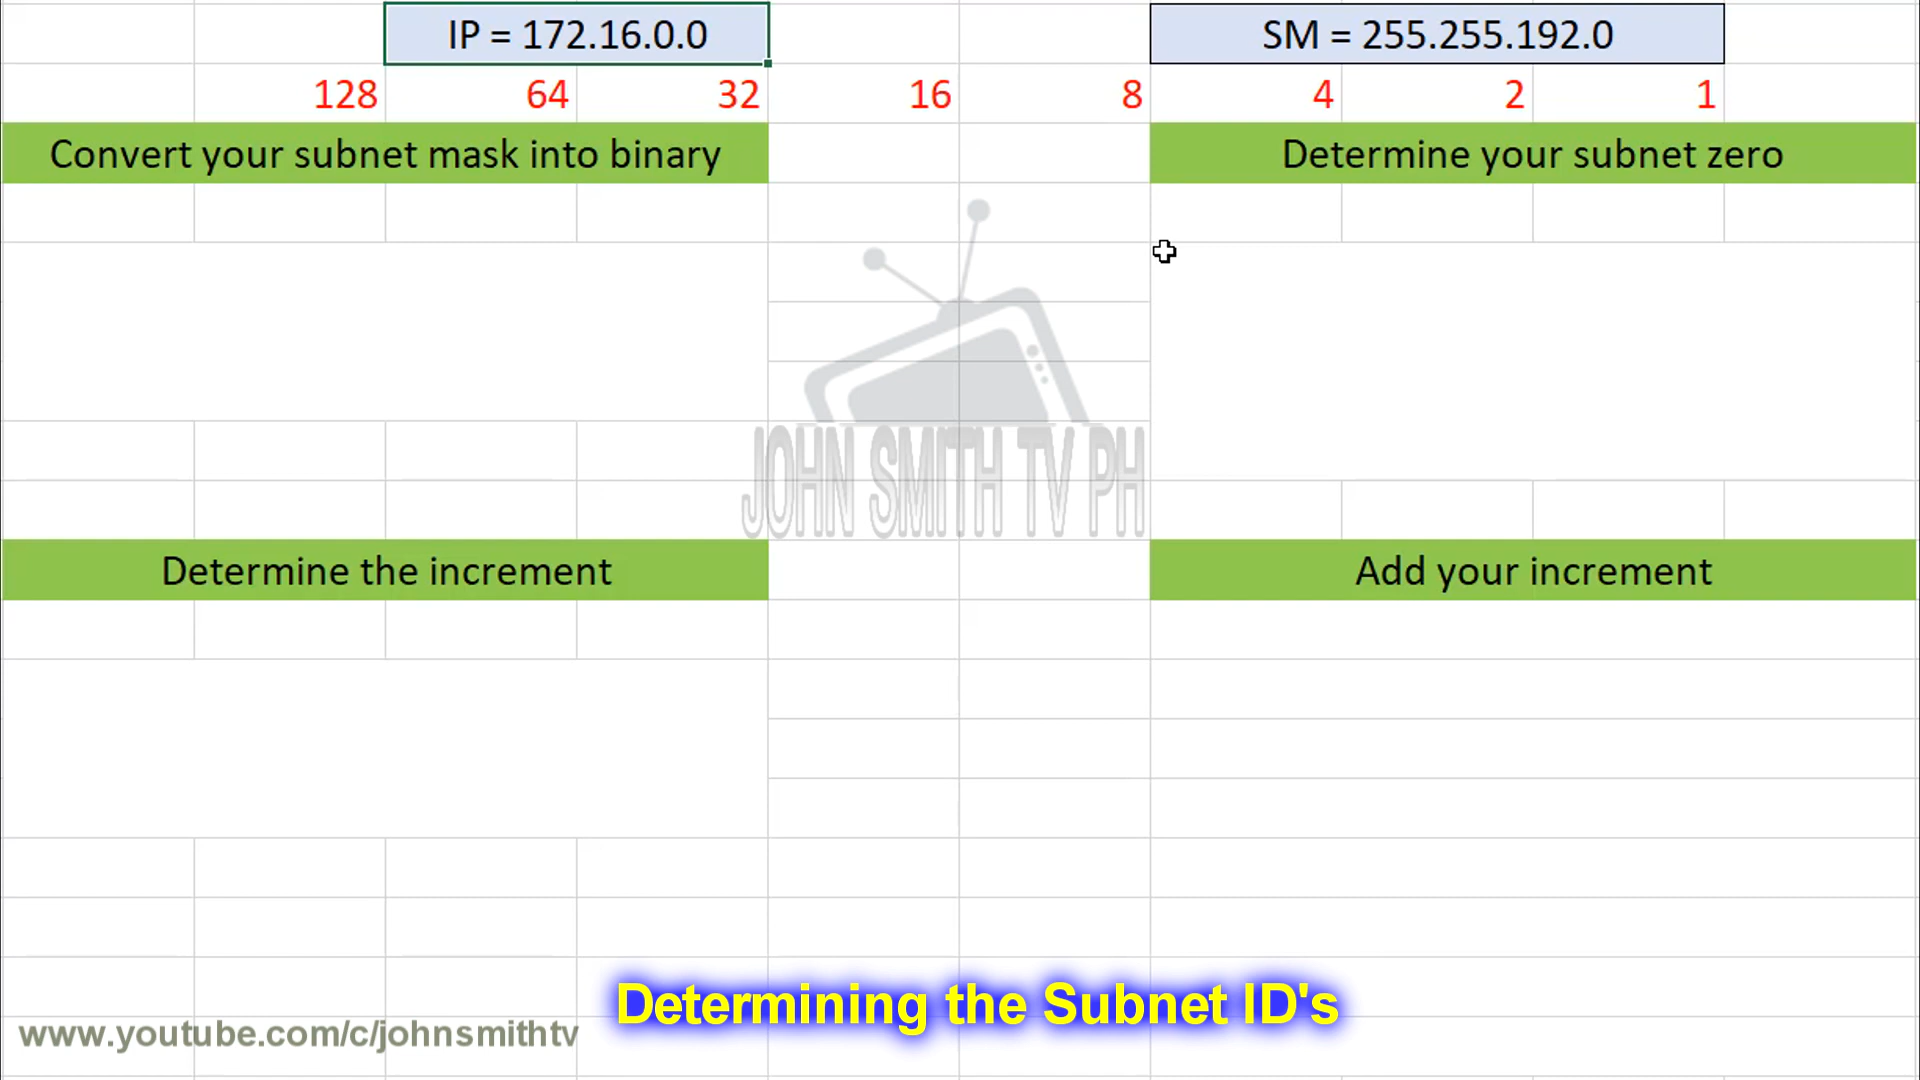 IP = 172.16.0.0
SM = 255.255.192.0
128 64 32 16 8 4 2 1
Convert your subnet mask into binary
Determine your subnet zero
JOHN SMITH TV PH
Determine the increment
Add your increment
Determining the Subnet ID's
www.youtube.com/c/johnsmithtv